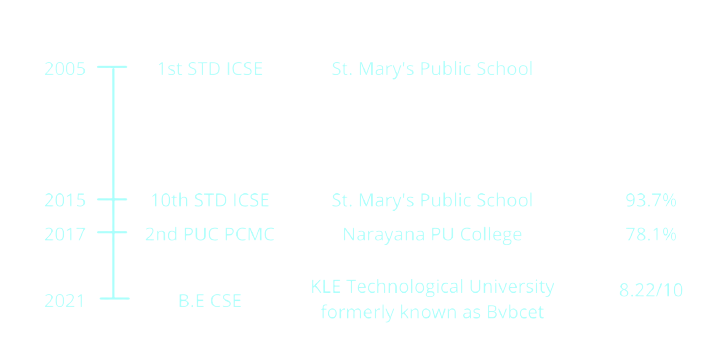 2005 1st STD ICSE St. Mary's Public School
2015 10th STD ICSE St. Mary's Public School 93.7%
2017 2nd PUC PCMC Narayana PU College 78.1%
2021 B.E CSE KLE Technological University 8.22/10
formerly known as Bvbcet